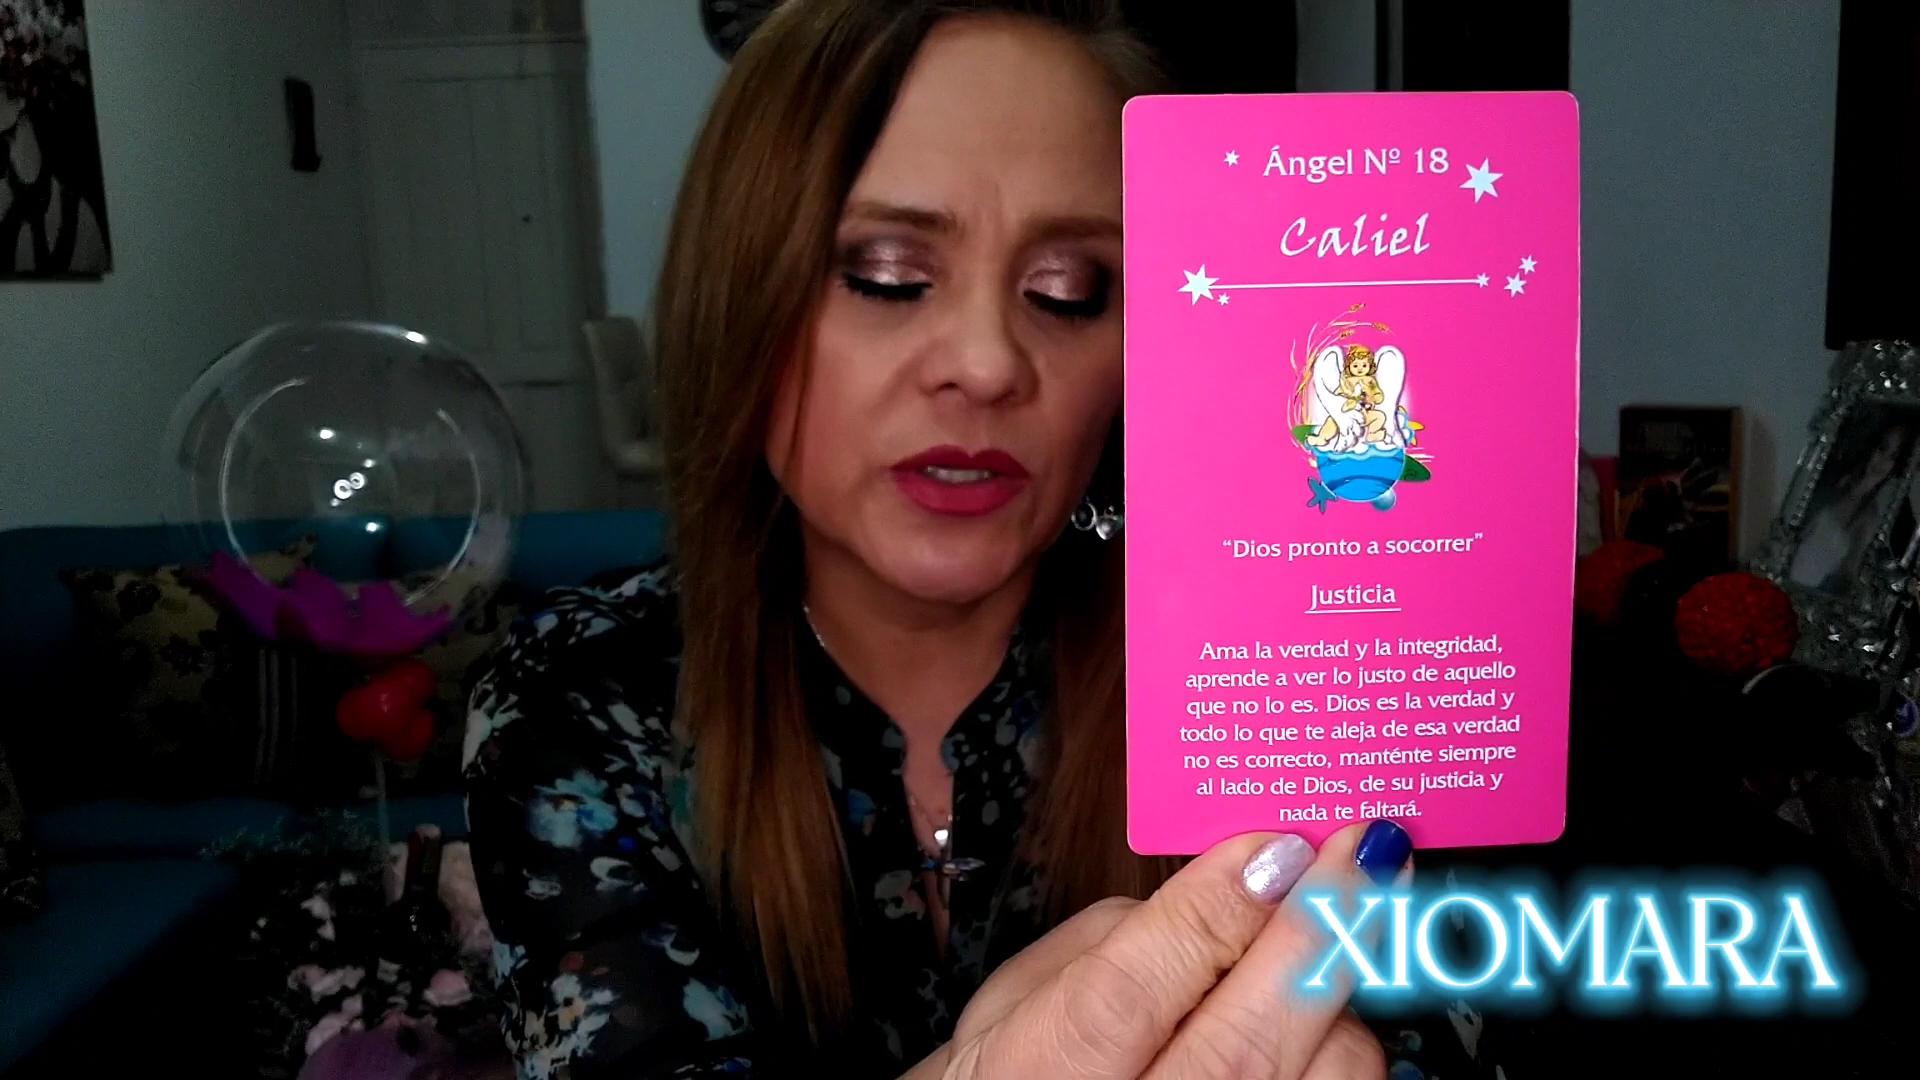 Ángel Nº 18
Caliel
“Dios pronto a socorrer”
Justicia
Ama la verdad y la integridad,
aprende a ver lo justo de aquello
que no lo es. Dios es la verdad y
todo lo que te aleja de esa verdad
no es correcto, manténte siempre
al lado de Dios, de su justicia y
nada te faltará.
XIOMARA